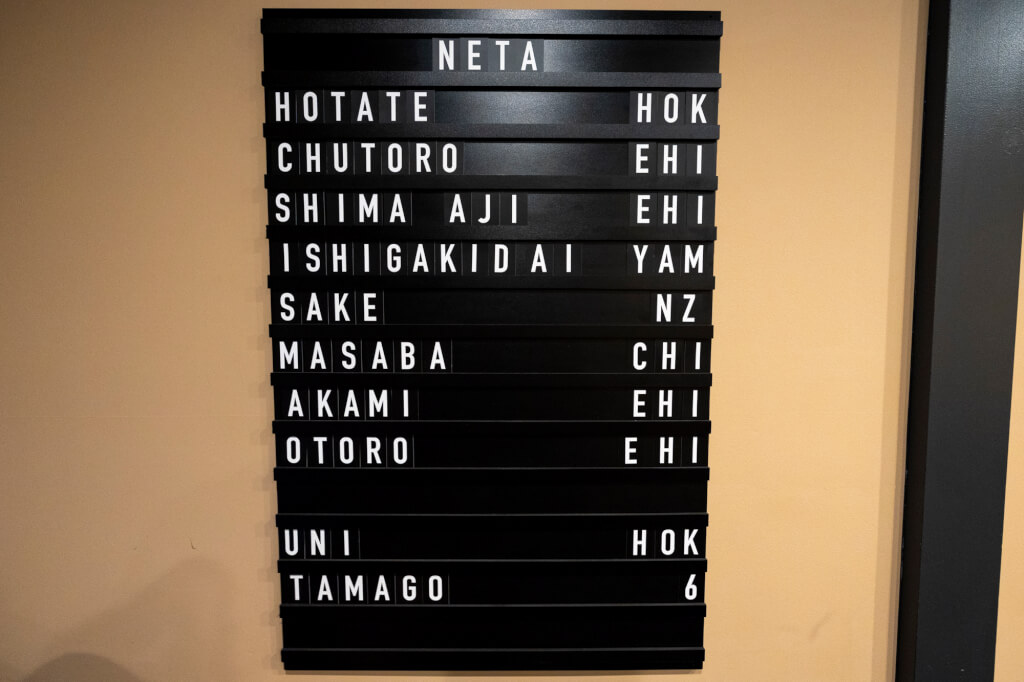 NETA
HOTATE HOK
CHUTORO EHI
SHIMA AJI EHI
ISHIGAKIDAI YAM
SAKE NZ
MASABA CHI
AKAMI EHI
OTORO EHI
UNI HOK
TAMAGO 6